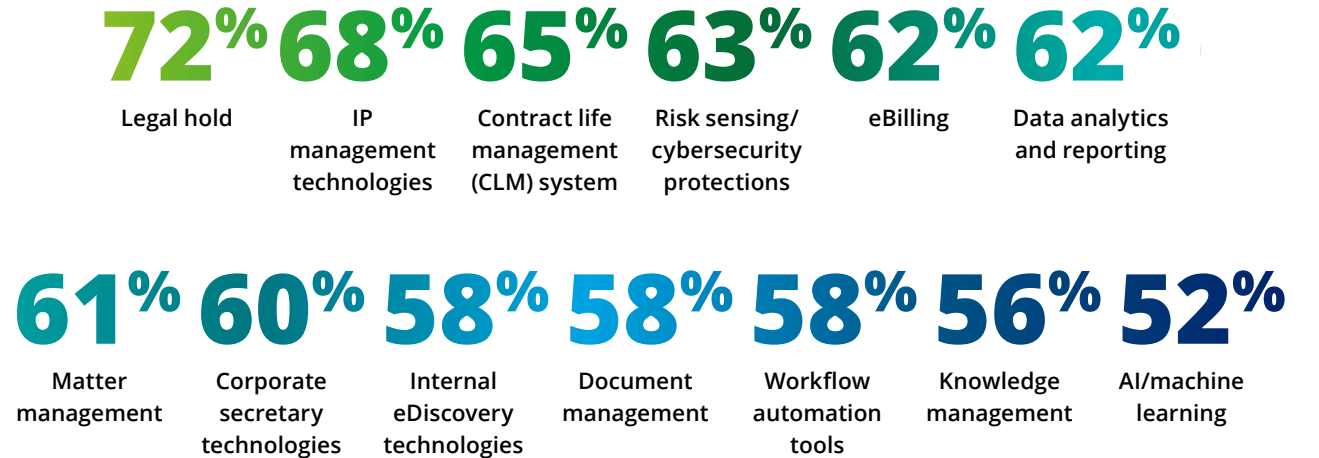 72% 68% 65% 63% 62% 62%
Legal hold
IP
management
technologies
Contract life
management
(CLM) system
Risk sensing/
cybersecurity
protections
eBilling
Data analytics
and reporting
61% 60% 58% 58% 58% 56% 52%
Matter
management
Corporate
secretary
technologies
Internal
eDiscovery
technologies
Document
management
Workflow
automation
tools
Knowledge
management
AI/machine
learning